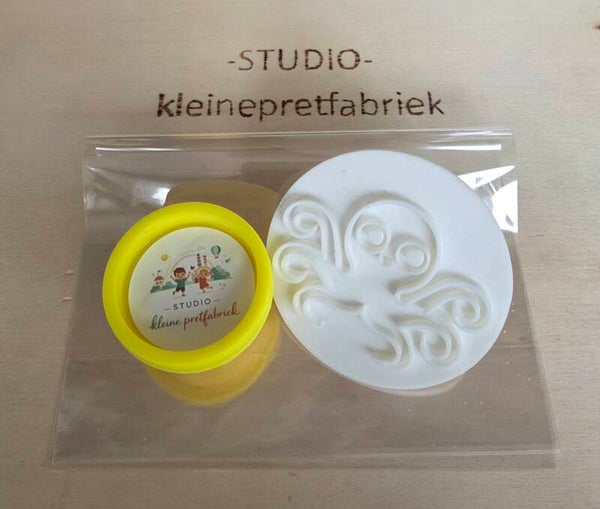 -STUDIO-
kleinepretfabriek
- STUDIO -
kleine pretfabriek